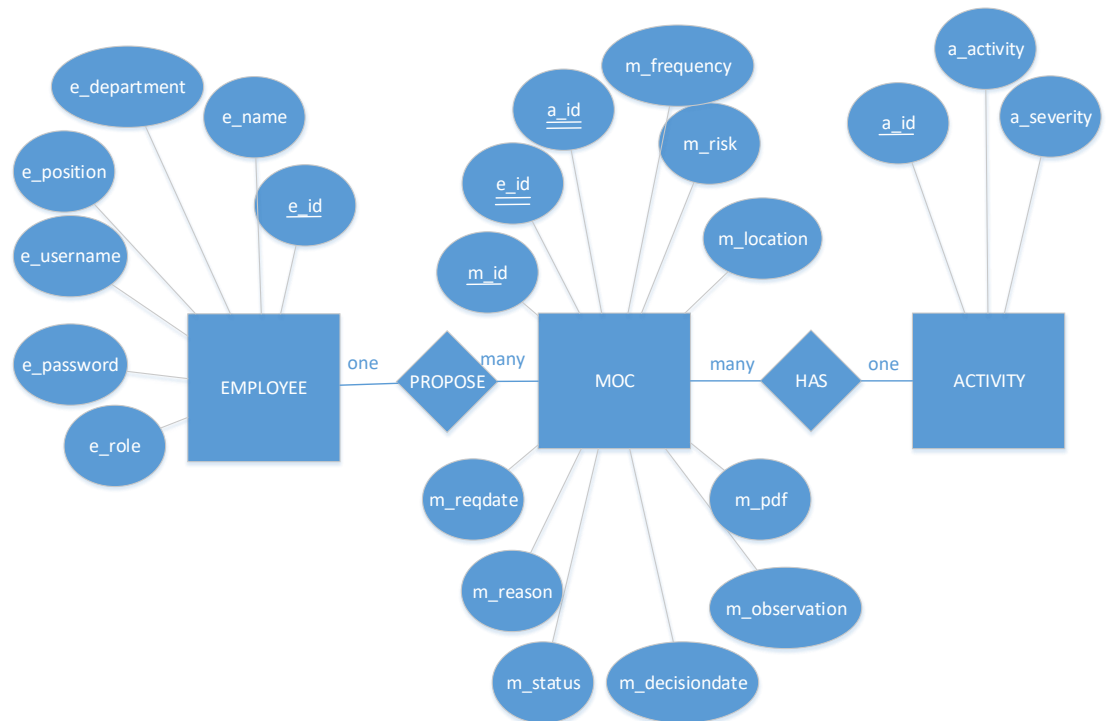 a_activity
m_frequency
e_department
a_id
e_name
a_id
a_severity
m_risk
e_position
e_id
e_id
m_location
e_username
m_id
one
many
many
one
e_password
EMPLOYEE
PROPOSE
MOC
HAS
ACTIVITY
e_role
m_reqdate
m_pdf
m_reason
m_observation
m_status
m_decisiondate